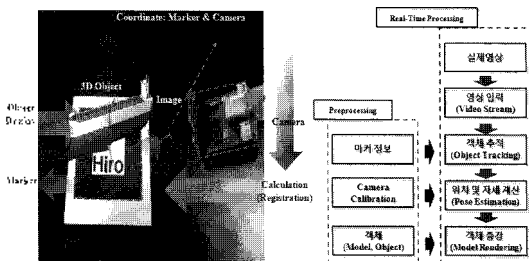 Coordinate: Marker & Camera
3D Object
Image
Object
Display
Hiro
Marker
Camera
Calculation
(Registration)
Preprocessing
마커 정보
Camera
Calibration
객체
(Model, Object)
Real-Time Processing
실제영상
영상 입력
(Video Stream)
객체 추적
(Object Tracking)
위치 및 자세 계산
(Pose Estimation)
객체 증강
(Model Rendering)